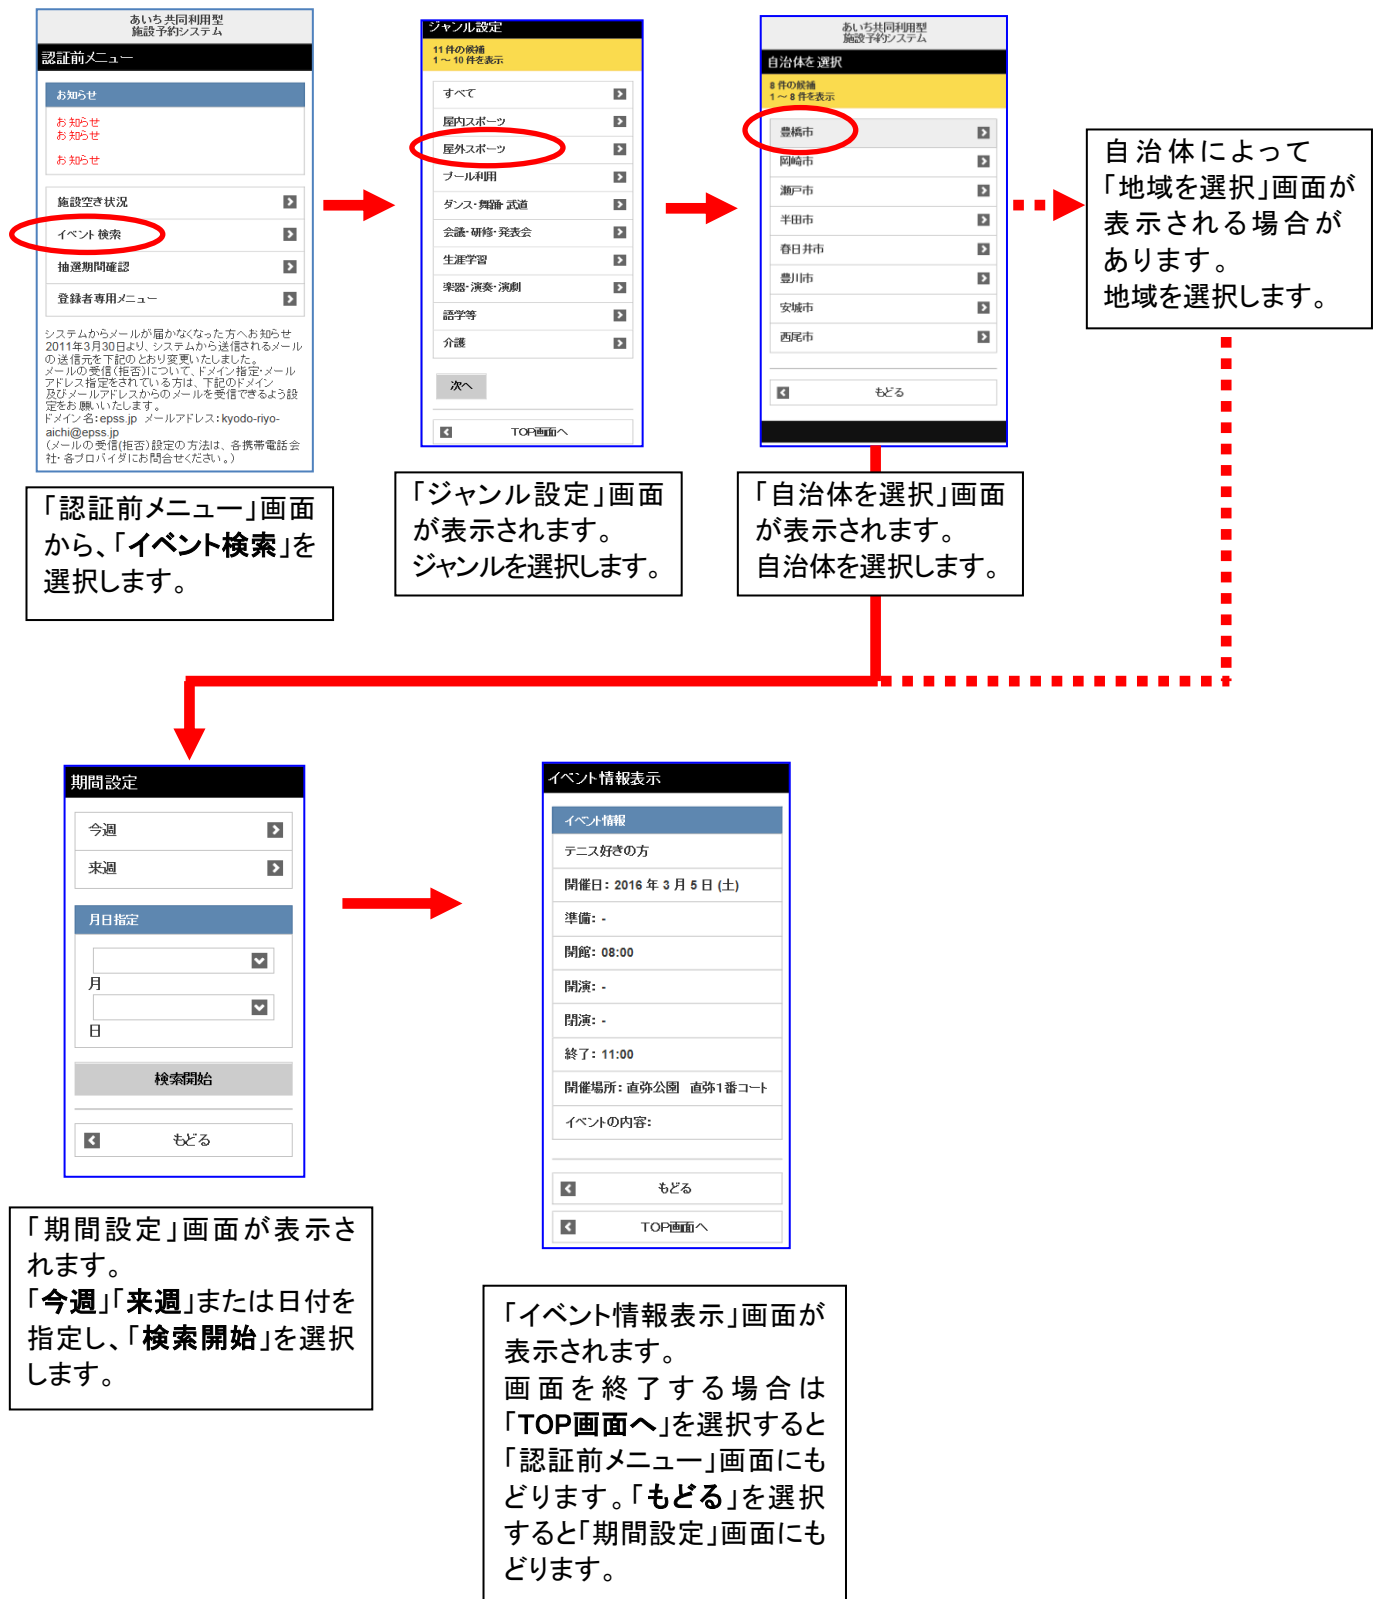 あいち共同利用型
施設予約システム
認証前メニュー
お知らせ
お知らせ
お知らせ
お知らせ
施設空き状況
イベント検索
抽選期間確認
登録者専用メニュー
システムからメールが届かなくなった方へお知らせ
2011年3月30日より、システムから送信されるメール
の送信元を下記のとおり変更いたしました。
メールの受信(拒否)について、ドメイン指定・メール
アドレス指定をされている方は、下記のドメイン
及びメールアドレスからのメールを受信できるよう設
定をお願いいたします。
ドメイン名:epss.jp メールアドレス:kyodo-riyo-
aichi@epss.jp
(メールの受信(拒否)設定の方法は、各携帯電話会
社・各プロバイダにお問合せください。)
「認証前メニュー」画面
から、「イベント検索」を
選択します。
ジャンル設定
11件の候補
1～10件を表示
すべて
屋内スポーツ
屋外スポーツ
プール利用
ダンス・舞踊・武道
会議・研修・発表会
生涯学習
楽器・演奏・演劇
語学等
介護
次へ
TOP画面へ
「ジャンル設定」画面
が表示されます。
ジャンルを選択します。
あいち共同利用型
施設予約システム
自治体を選択
8件の候補
1～8件を表示
豊橋市
岡崎市
瀬戸市
半田市
春日井市
豊川市
安城市
西尾市
もどる
「自治体を選択」画面
が表示されます。
自治体を選択します。
自治体によって
「地域を選択」画面が
表示される場合が
あります。
地域を選択します。
期間設定
今週
来週
月日指定
月
日
検索開始
もどる
「期間設定」画面が表示さ
れます。
「今週」「来週」または日付を
指定し、「検索開始」を選択
します。
イベント情報表示
イベント情報
テニス好きの方
開催日：2016年3月5日(土)
準備：-
開館：08:00
開演：-
閉演：-
終了：11:00
開催場所：直弥公園　直弥1番コート
イベントの内容：
もどる
TOP画面へ
「イベント情報表示」画面が
表示されます。
画面を終了する場合は
「TOP画面へ」を選択すると
「認証前メニュー」画面にも
どります。「もどる」を選択
すると「期間設定」画面にも
どります。